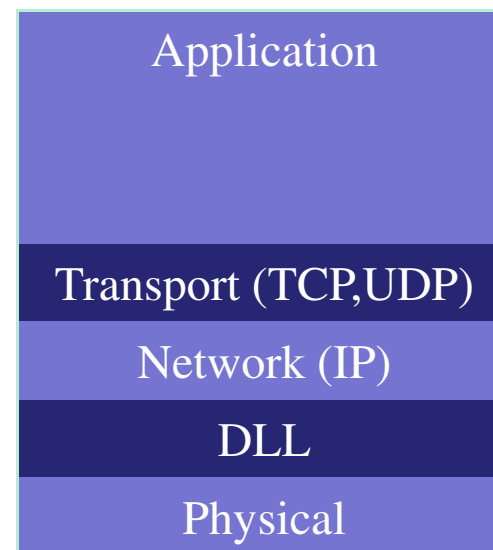 Application
Transport (TCP,UDP)
Network (IP)
DLL
Physical